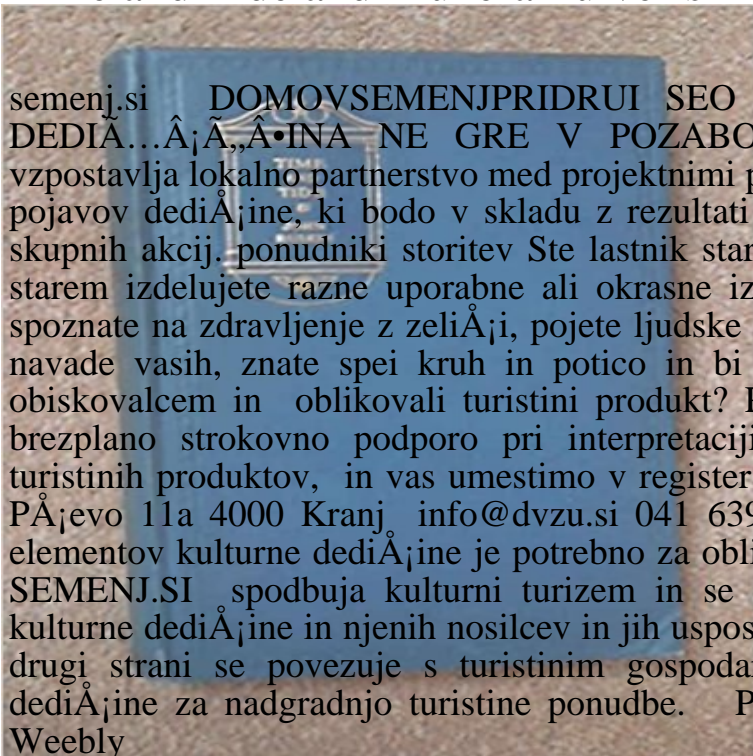 semenj.si DOMOVSEMENJPRIDRUI SEO
DEDIÃ…Â¡Ã„Â•INA NE GRE V POZABO
vzpostavlja lokalno partnerstvo med projektnimi p
pojavov dediÅ¡ine, ki bodo v skladu z rezultati
skupnih akcij. ponudniki storitev Ste lastnik star
starem izdelujete razne uporabne ali okrasne iz
spoznate na zdravljenje z zeliÅ¡i, pojete ljudske
navade vasih, znate spei kruh in potico in bi
obiskovalcem in oblikovali turistini produkt?
brezplano strokovno podporo pri interpretaciji
turistinih produktov, in vas umestimo v register
PÅ¡evo 11a 4000 Kranj info@dvzu.si 041 639
elementov kulturne dediÅ¡ine je potrebno za obli
SEMENJ.SI spodbuja kulturni turizem in se
kulturne dediÅ¡ine in njenih nosilcev in jih uspos
drugi strani se povezuje s turistinim gospoda
dediÅ¡ine za nadgradnjo turistine ponudbe. P
Weebly
TIME
TIDE